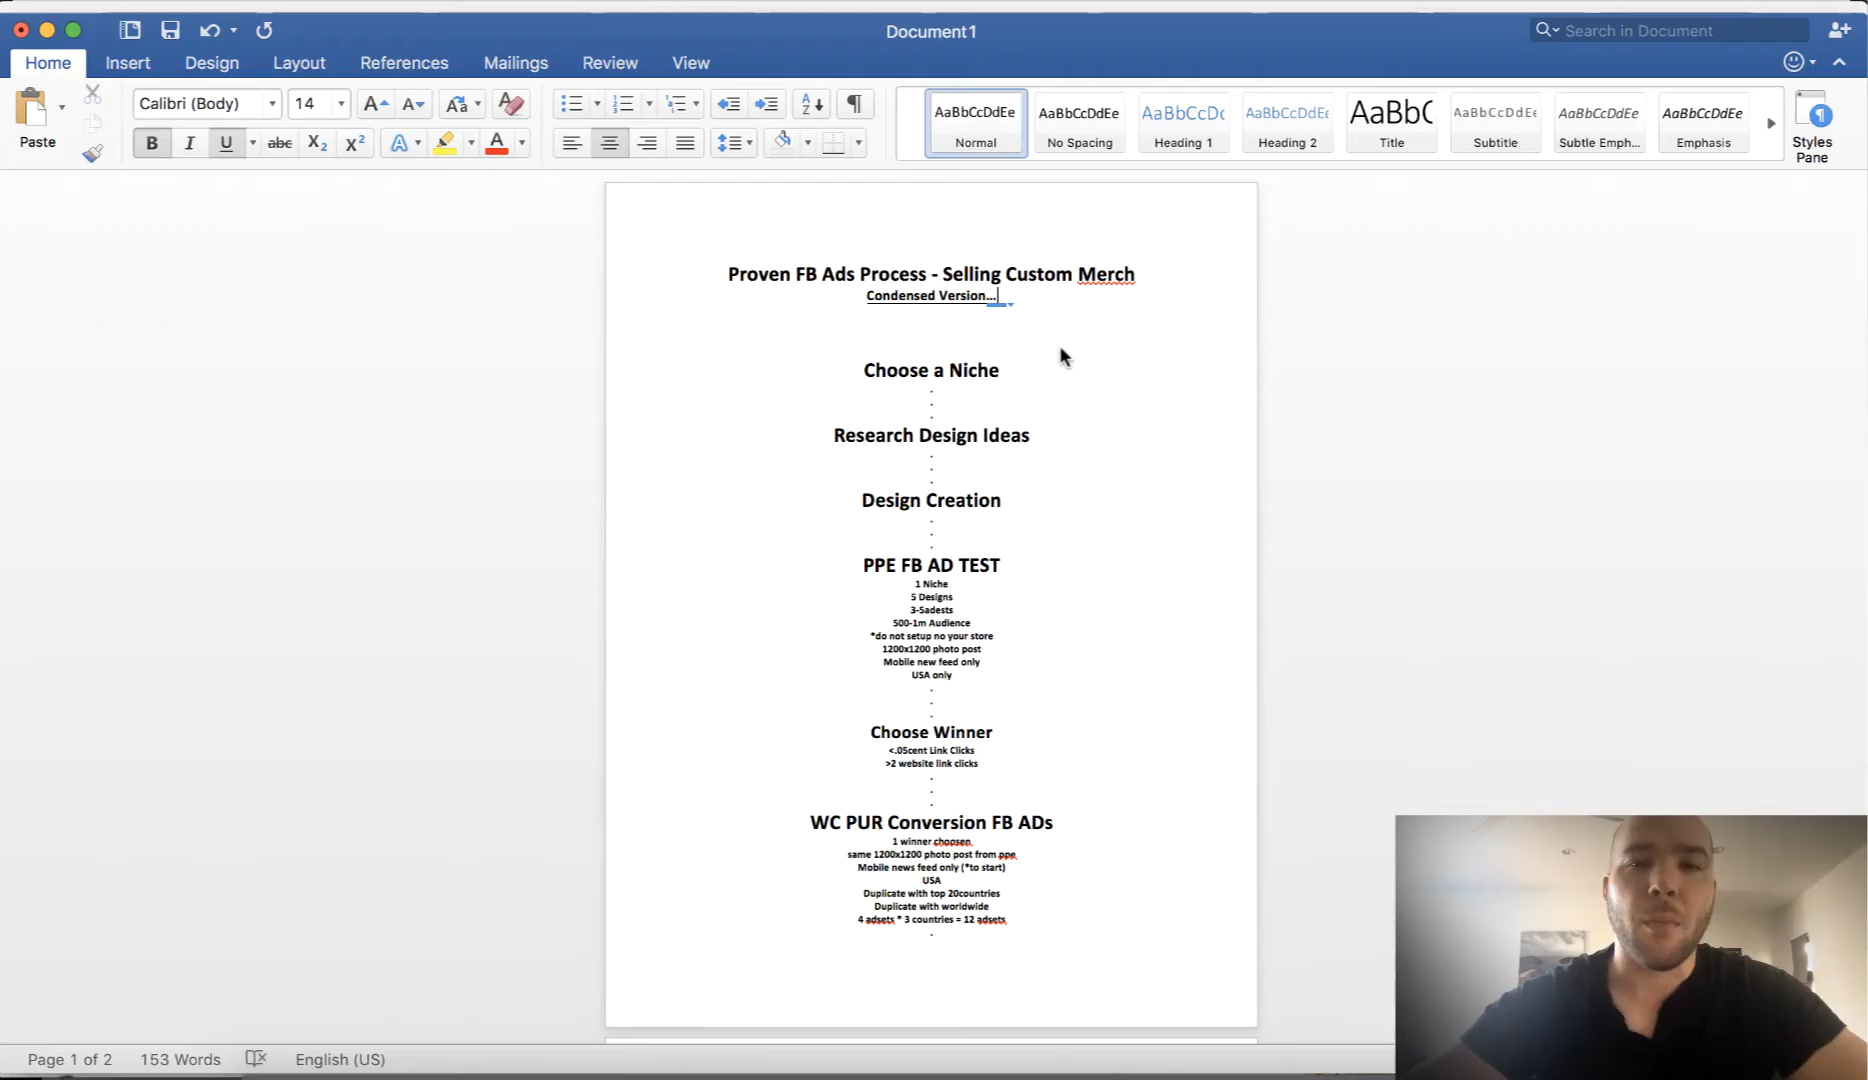 Document1
Search in Document
Home
Insert
Design
Layout
References
Mailings
Review
View
Paste
Calibri (Body)
14
A
A
Aa
A
A
Z
¶
B
I
U
abc
X2
X2
A
A
AaBbCcDdEe
Normal
AaBbCcDdEe
No Spacing
AaBbCcDc
Heading 1
AaBbCcDdEe
Heading 2
AaBbC
Title
AaBbCcDdEe
Subtitle
AaBbCcDdEe
Subtle Emph...
AaBbCcDdEe
Emphasis
Styles
Pane
Proven FB Ads Process - Selling Custom Merch
Condensed Version...
Choose a Niche
.
.
.
Research Design Ideas
.
.
.
Design Creation
.
.
.
PPE FB AD TEST
1 Niche
5 Designs
3-5adests
500-1m Audience
*do not setup no your store
1200x1200 photo post
Mobile new feed only
USA only
.
.
.
Choose Winner
<.05cent Link Clicks
>2 website link clicks
.
.
.
WC PUR Conversion FB ADs
1 winner choosen
same 1200x1200 photo post from ppe
Mobile news feed only (*to start)
USA
Duplicate with top 20countries
Duplicate with worldwide
4 adsets * 3 countries = 12 adsets
.
Page 1 of 2
153 Words
English (US)